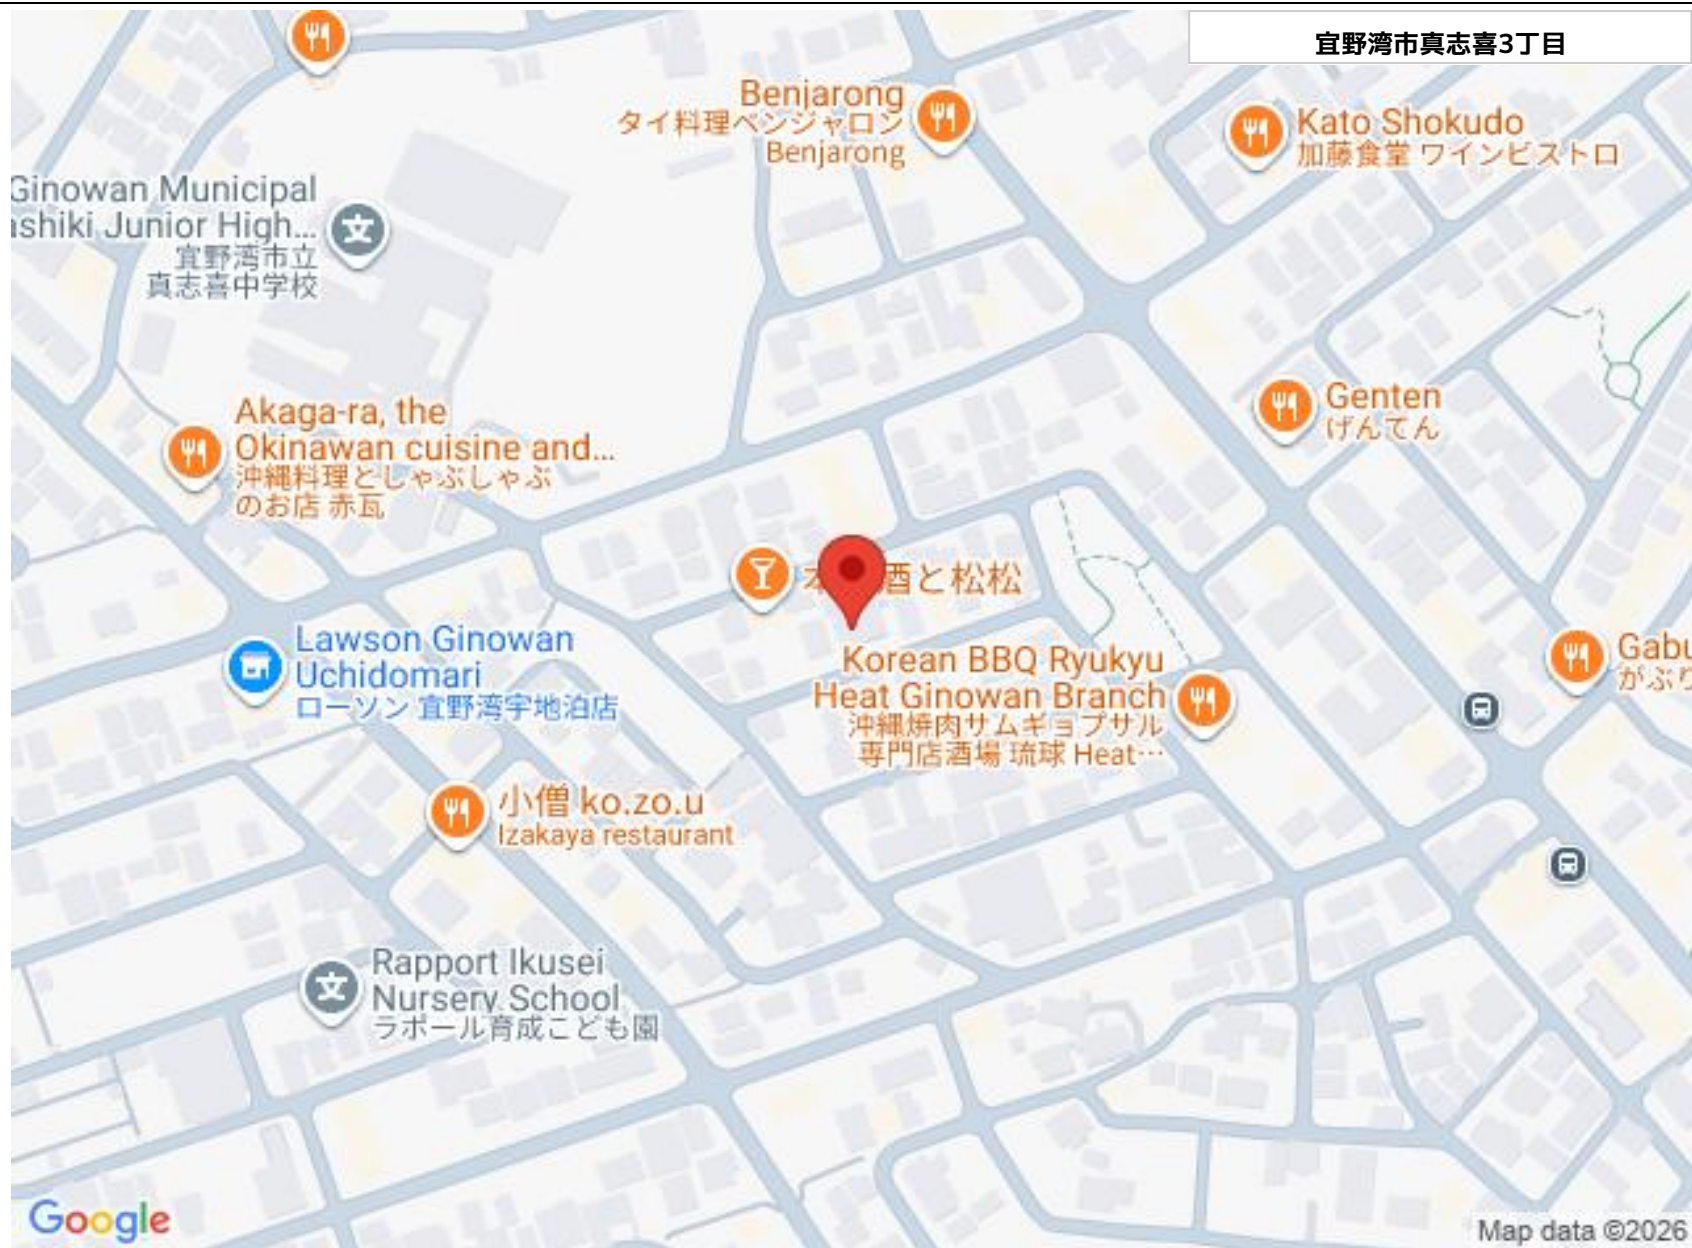 宜野湾市真志喜3丁目
Benjarong
タイ料理ベンジャロン
Benjarong
Kato Shokudo
加藤食堂 ワインビストロ
Ginowan Municipal
ashiki Junior High...
宜野湾市立
真志喜中学校
Akaga-ra, the
Okinawan cuisine and...
沖縄料理としゃぶしゃぶ
のお店 赤瓦
Genten
げんてん
酒と松松
Lawson Ginowan
Uchidomari
ローソン 宜野湾宇地泊店
Korean BBQ Ryukyu
Heat Ginowan Branch
沖縄焼肉サムギョプサル
専門店酒場 琉球 Heat…
Gabu
がぶり
小僧 ko.zo.u
Izakaya restaurant
Rapport Ikusei
Nursery School
ラポール育成こども園
Google
Map data ©2026